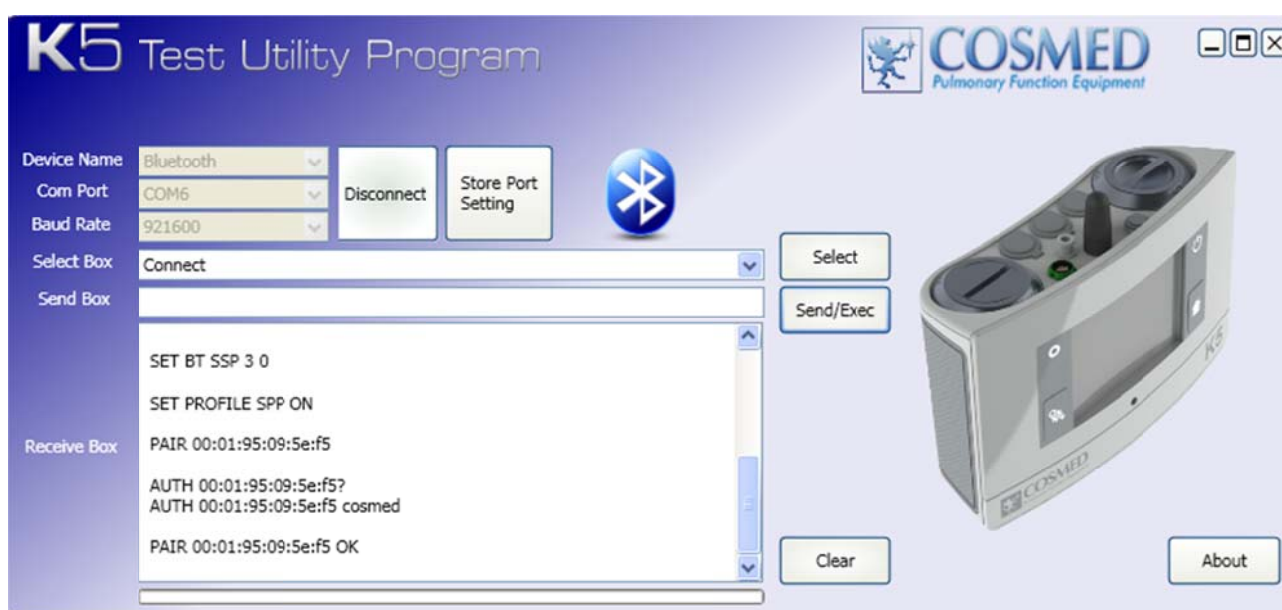 K5 Test Utility Program
COSMED
Pulmonary Function Equipment
Device Name
Bluetooth
Com Port
COM6
Baud Rate
921600
Disconnect
Store Port
Setting
Select Box
Connect
Select
Send Box
Send/Exec
Receive Box
SET BT SSP 3 0
SET PROFILE SPP ON
PAIR 00:01:95:09:5e:f5
AUTH 00:01:95:09:5e:f5?
AUTH 00:01:95:09:5e:f5 cosmed
PAIR 00:01:95:09:5e:f5 OK
K5
COSMED
Clear
About